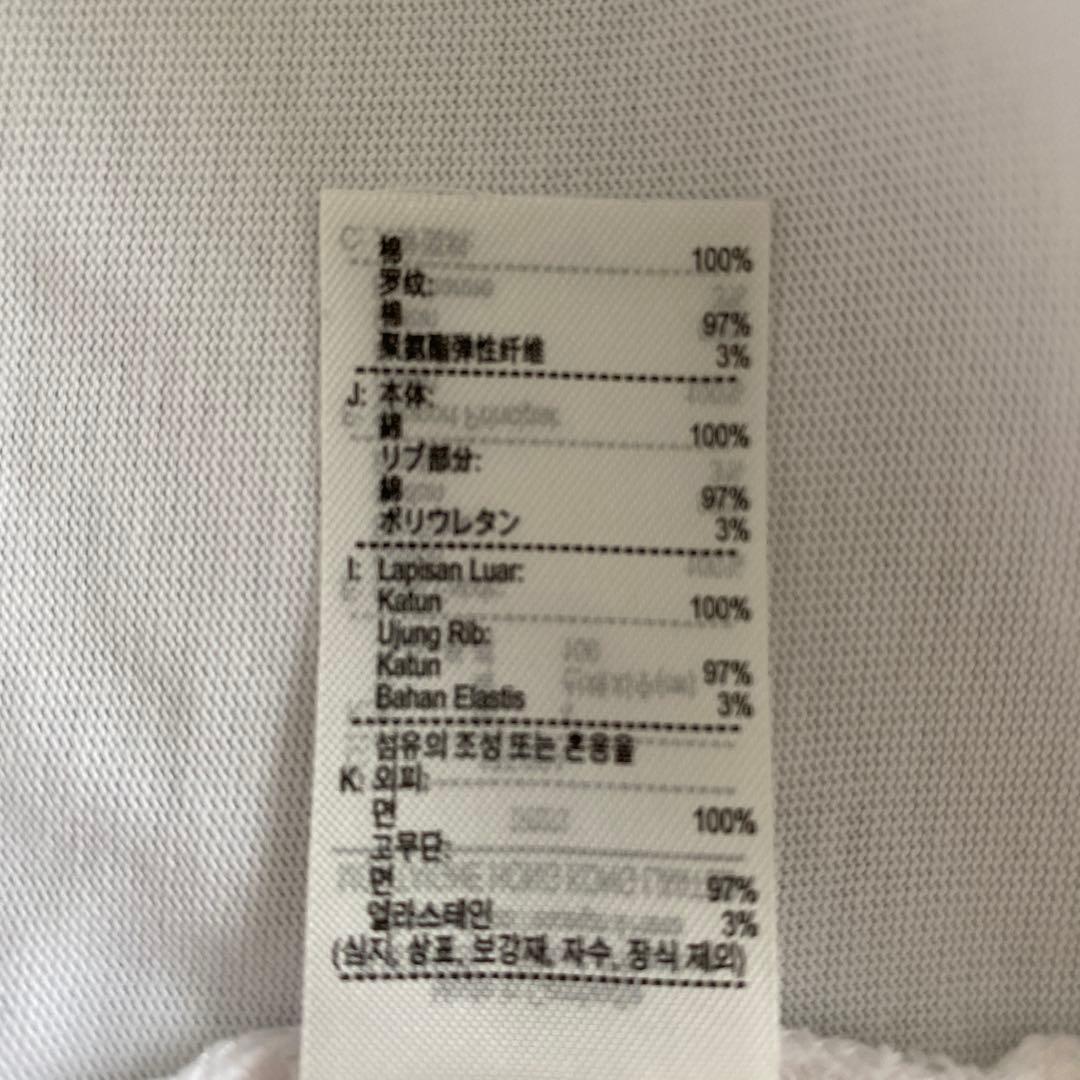 棉 100%
罗纹:
棉 97%
聚氨酯弹性纤维 3%
J: 本体:
綿 100%
リブ部分:
綿 97%
ポリウレタン 3%
I: Lapisan Luar:
Katun 100%
Ujung Rib:
Katun 97%
Bahan Elastis 3%
섬유의 조성 또는 혼용율
K: 외피:
면 100%
고무단:
면 97%
얼라스테인 3%
(심지, 상표, 보강재, 자수, 장식 제외)